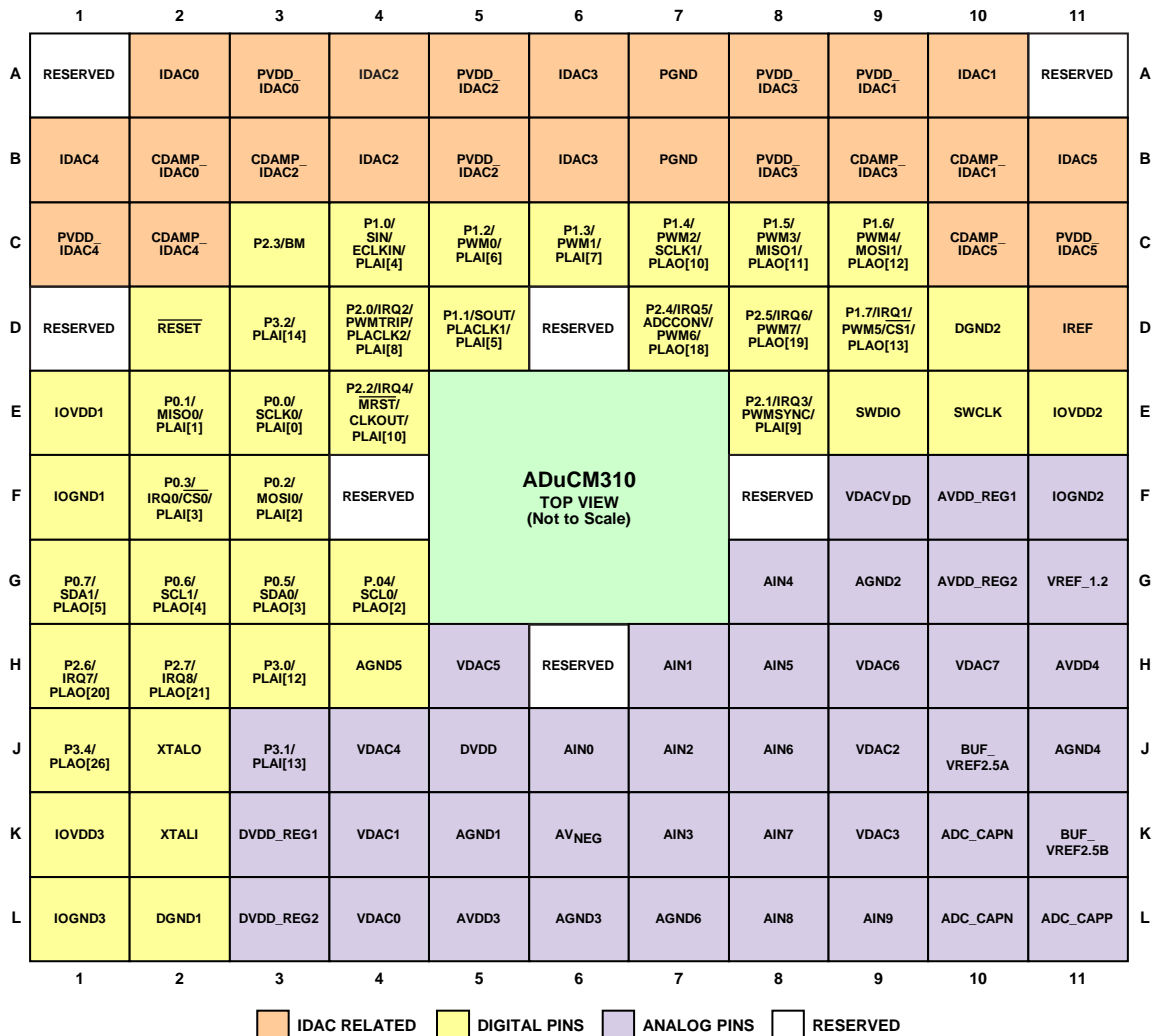 1 2 3 4 5 6 7 8 9 10 11
A RESERVED IDAC0 PVDD_ IDAC0 IDAC2 PVDD_ IDAC2 IDAC3 PGND PVDD_ IDAC3 PVDD_ IDAC1 IDAC1 RESERVED A
B IDAC4 CDAMP_ IDAC0 CDAMP_ IDAC2 IDAC2 PVDD_ IDAC2 IDAC3 PGND PVDD_ IDAC3 CDAMP_ IDAC3 CDAMP_ IDAC1 IDAC5 B
C PVDD_ IDAC4 CDAMP_ IDAC4 P2.3/BM P1.0/ SIN/ ECLKIN/ PLAI[4] P1.2/ PWM0/ PLAI[6] P1.3/ PWM1/ PLAI[7] P1.4/ PWM2/ SCLK1/ PLAO[10] P1.5/ PWM3/ MISO1/ PLAO[11] P1.6/ PWM4/ MOSI1/ PLAO[12] CDAMP_ IDAC5 PVDD_ IDAC5 C
D RESERVED RESET P3.2/ PLAI[14] P2.0/IRQ2/ PWMTRIP/ PLACLK2/ PLAI[8] P1.1/SOUT/ PLACLK1/ PLAI[5] RESERVED P2.4/IRQ5/ ADCCONV/ PWM6/ PLAO[18] P2.5/IRQ6/ PWM7/ PLAO[19] P1.7/IRQ1/ PWM5/CS1/ PLAO[13] DGND2 IREF D
E IOVDD1 P0.1/ MISO0/ PLAI[1] P0.0/ SCLK0/ PLAI[0] P2.2/IRQ4/ MRST/ CLKOUT/ PLAI[10] P2.1/IRQ3/ PWMSYNC/ PLAI[9] SWDIO SWCLK IOVDD2 E
ADuCM310
TOP VIEW
(Not to Scale)
F IOGND1 P0.3/ IRQ0/CS0/ PLAI[3] P0.2/ MOSI0/ PLAI[2] RESERVED RESERVED VDACVDD AVDD_REG1 IOGND2 F
G P0.7/ SDA1/ PLAO[5] P0.6/ SCL1/ PLAO[4] P0.5/ SDA0/ PLAO[3] P.04/ SCL0/ PLAO[2] AIN4 AGND2 AVDD_REG2 VREF_1.2 G
H P2.6/ IRQ7/ PLAO[20] P2.7/ IRQ8/ PLAO[21] P3.0/ PLAI[12] AGND5 VDAC5 RESERVED AIN1 AIN5 VDAC6 VDAC7 AVDD4 H
J P3.4/ PLAO[26] XTALO P3.1/ PLAI[13] VDAC4 DVDD AIN0 AIN2 AIN6 VDAC2 BUF_ VREF2.5A AGND4 J
K IOVDD3 XTALI DVDD_REG1 VDAC1 AGND1 AVNEG AIN3 AIN7 VDAC3 ADC_CAPN BUF_ VREF2.5B K
L IOGND3 DGND1 DVDD_REG2 VDAC0 AVDD3 AGND3 AGND6 AIN8 AIN9 ADC_CAPN ADC_CAPP L
1 2 3 4 5 6 7 8 9 10 11
IDAC RELATED DIGITAL PINS ANALOG PINS RESERVED